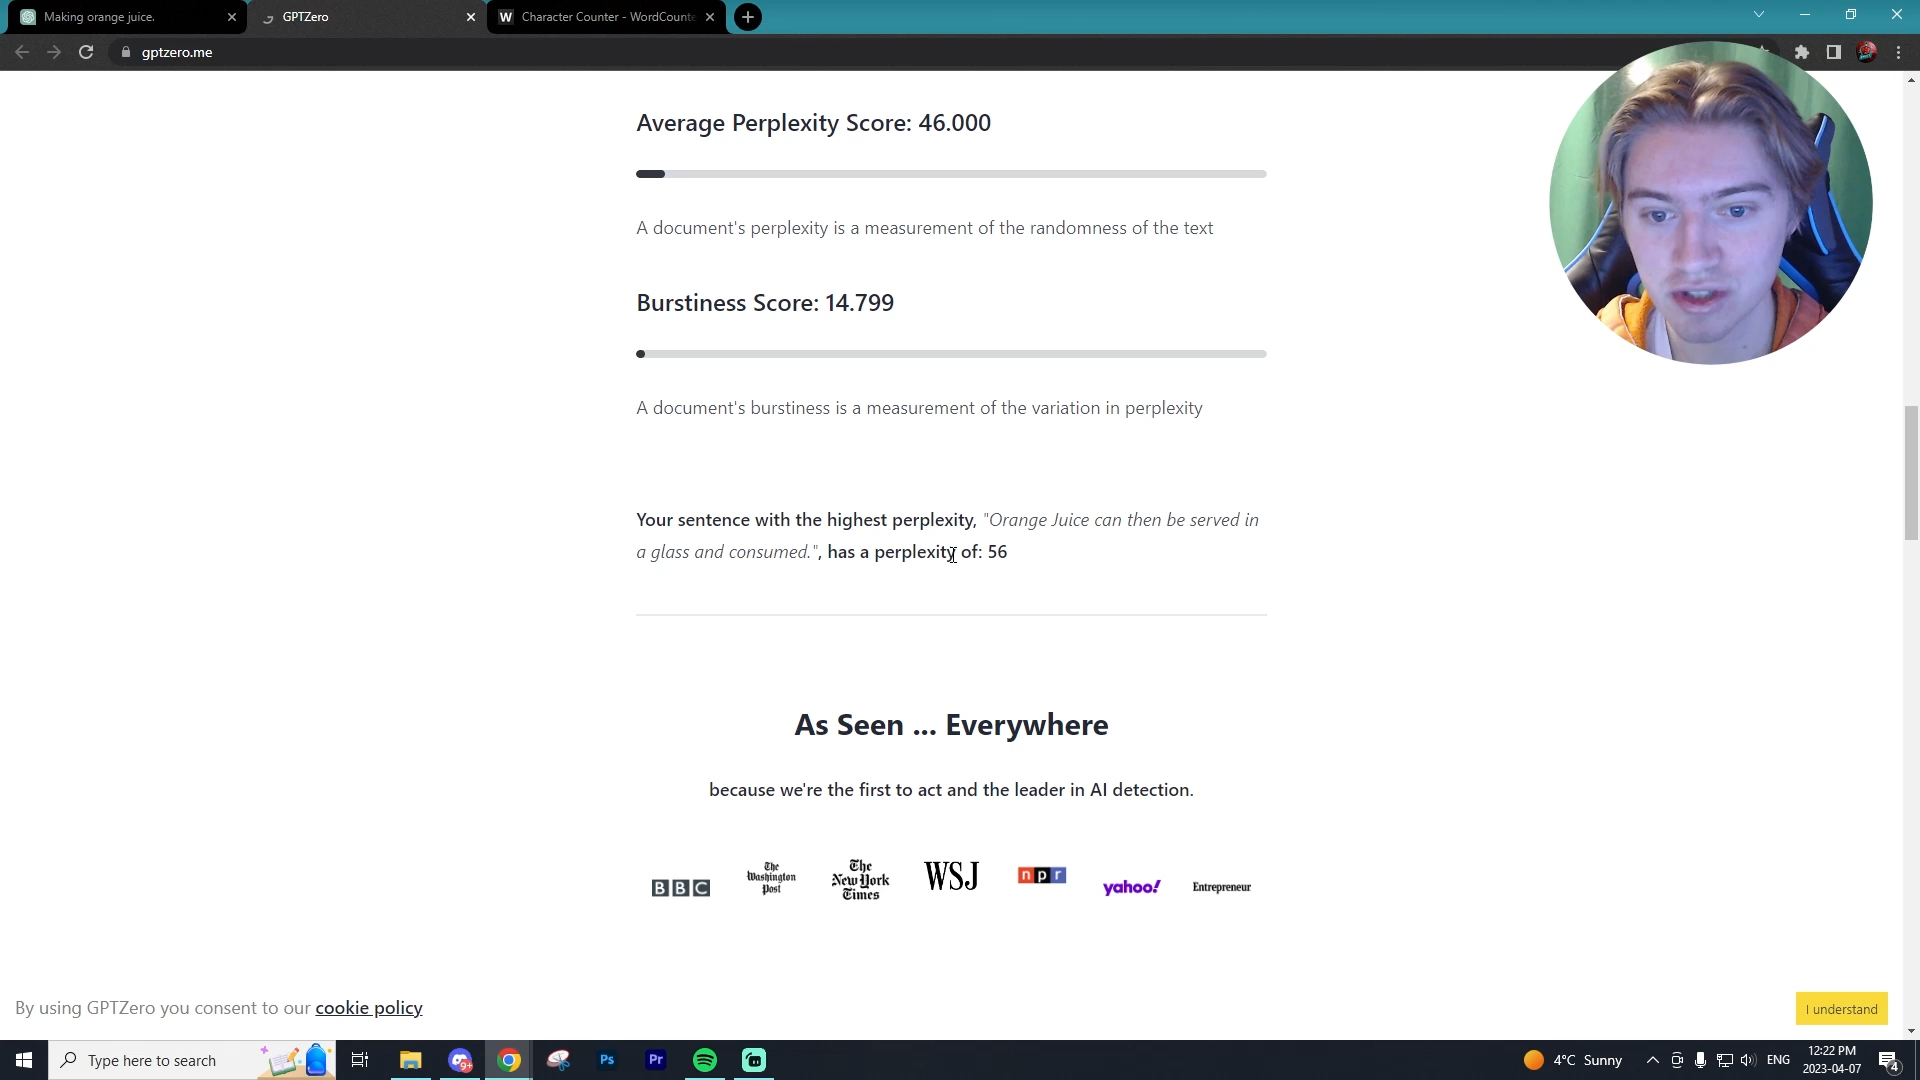 Making orange juice.
GPTZero
W Character Counter - WordCounte
gptzero.me
Average Perplexity Score: 46.000
A document's perplexity is a measurement of the randomness of the text
Burstiness Score: 14.799
A document's burstiness is a measurement of the variation in perplexity
Your sentence with the highest perplexity, "Orange Juice can then be served in
a glass and consumed.", has a perplexity of: 56
As Seen ... Everywhere
because we're the first to act and the leader in AI detection.
BBC
The
Washington
Post
The
New York
Times
WSJ
npr
yahoo!
Entrepreneur
By using GPTZero you consent to our cookie policy
I understand
Type here to search
9+
Ps
Pr
4°C Sunny
ENG
12:22 PM
2023-04-07
4